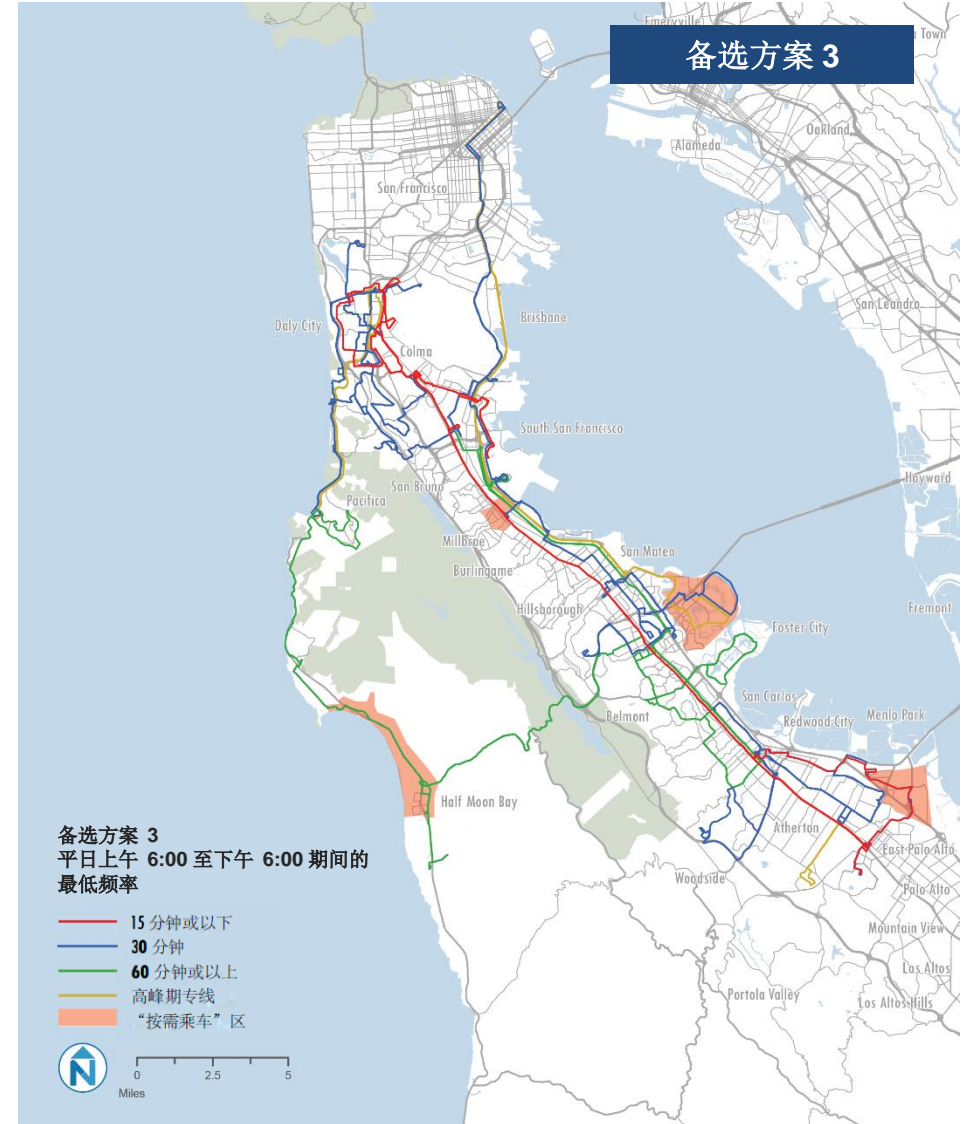 Emeryville
a Town
备选方案 3
Oakland
Alameda
San Francisco
San Leandro
Daly City
Brisbane
Colma
South San Francisco
Hayward
San Bruno
Pacifica
Millbrae
San Mateo
Burlingame
Hillsborough
Fremont
Foster City
San Carlos
Belmont
Redwood City
Menlo Park
Half Moon Bay
Atherton
East Palo Alto
Woodside
Palo Alto
Mountain View
Los Altos
Portola Valley
Los Altos Hills
备选方案 3
平日上午 6:00 至下午 6:00 期间的
最低频率
15 分钟或以下
30 分钟
60 分钟或以上
高峰期专线
“按需乘车”区
N
0 2.5 5
Miles